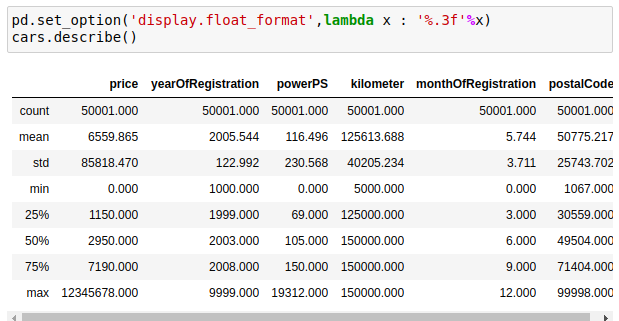 pd.set_option('display.float_format',lambda x : '%.3f'%x)
cars.describe()
price yearOfRegistration powerPS kilometer monthOfRegistration postalCode
count 50001.000 50001.000 50001.000 50001.000 50001.000 50001.000
mean 6559.865 2005.544 116.496 125613.688 5.744 50775.217
std 85818.470 122.992 230.568 40205.234 3.711 25743.702
min 0.000 1000.000 0.000 5000.000 0.000 1067.000
25% 1150.000 1999.000 69.000 125000.000 3.000 30559.000
50% 2950.000 2003.000 105.000 150000.000 6.000 49504.000
75% 7190.000 2008.000 150.000 150000.000 9.000 71404.000
max 12345678.000 9999.000 19312.000 150000.000 12.000 99998.000